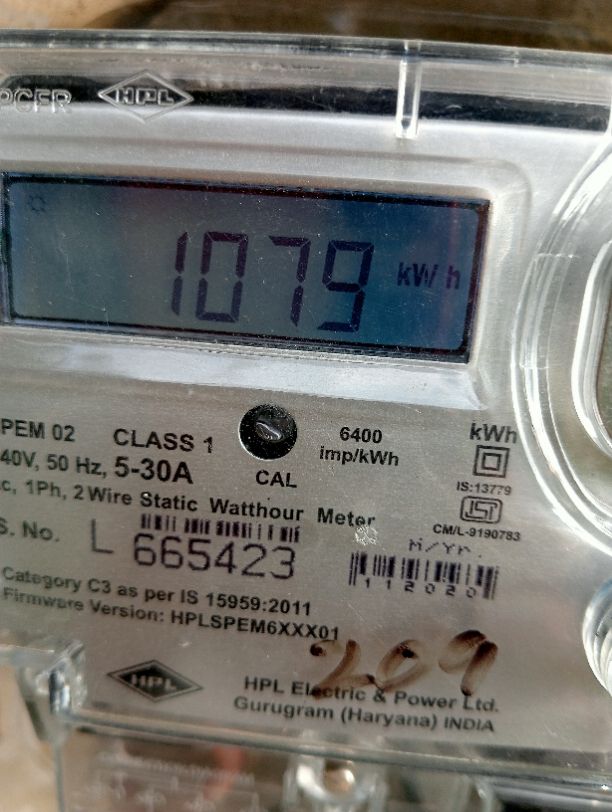 HPL
1079 kWh
PEM 02 CLASS 1
6400 imp/kWh
kWh
40V, 50 Hz, 5-30A
CAL
IS:13779
c, 1Ph, 2 Wire Static Watthour Meter
CM/L-9190783
S. No. L 665423
M/Yr.
112020
Category C3 as per IS 15959:2011
Firmware Version: HPLSPEM6XXX01
209
HPL
HPL Electric & Power Ltd.
Gurugram (Haryana) INDIA